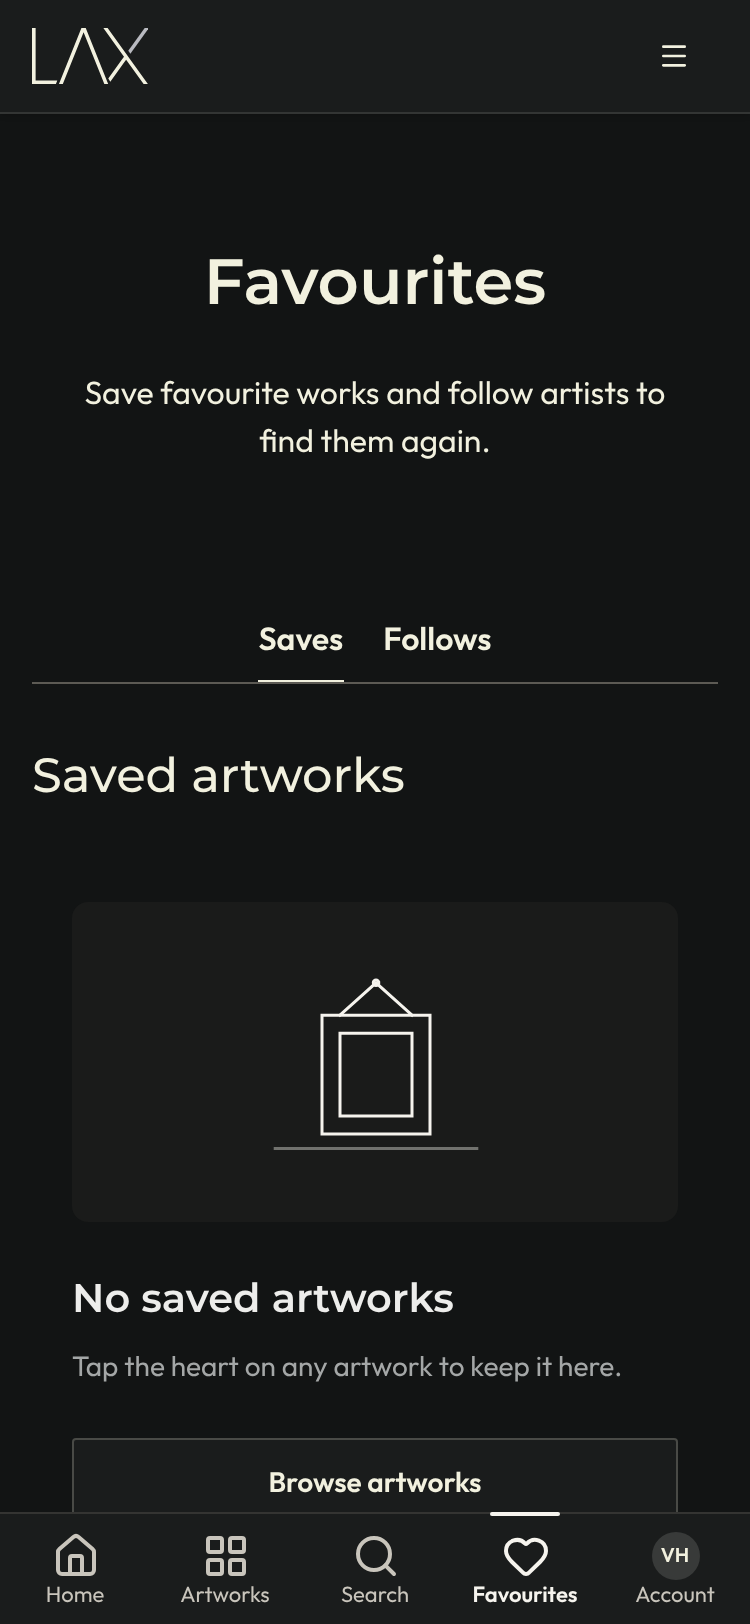 LAX
Favourites
Save favourite works and follow artists to
find them again.
Saves Follows
Saved artworks
No saved artworks
Tap the heart on any artwork to keep it here.
Browse artworks
VH
Home Artworks Search Favourites Account